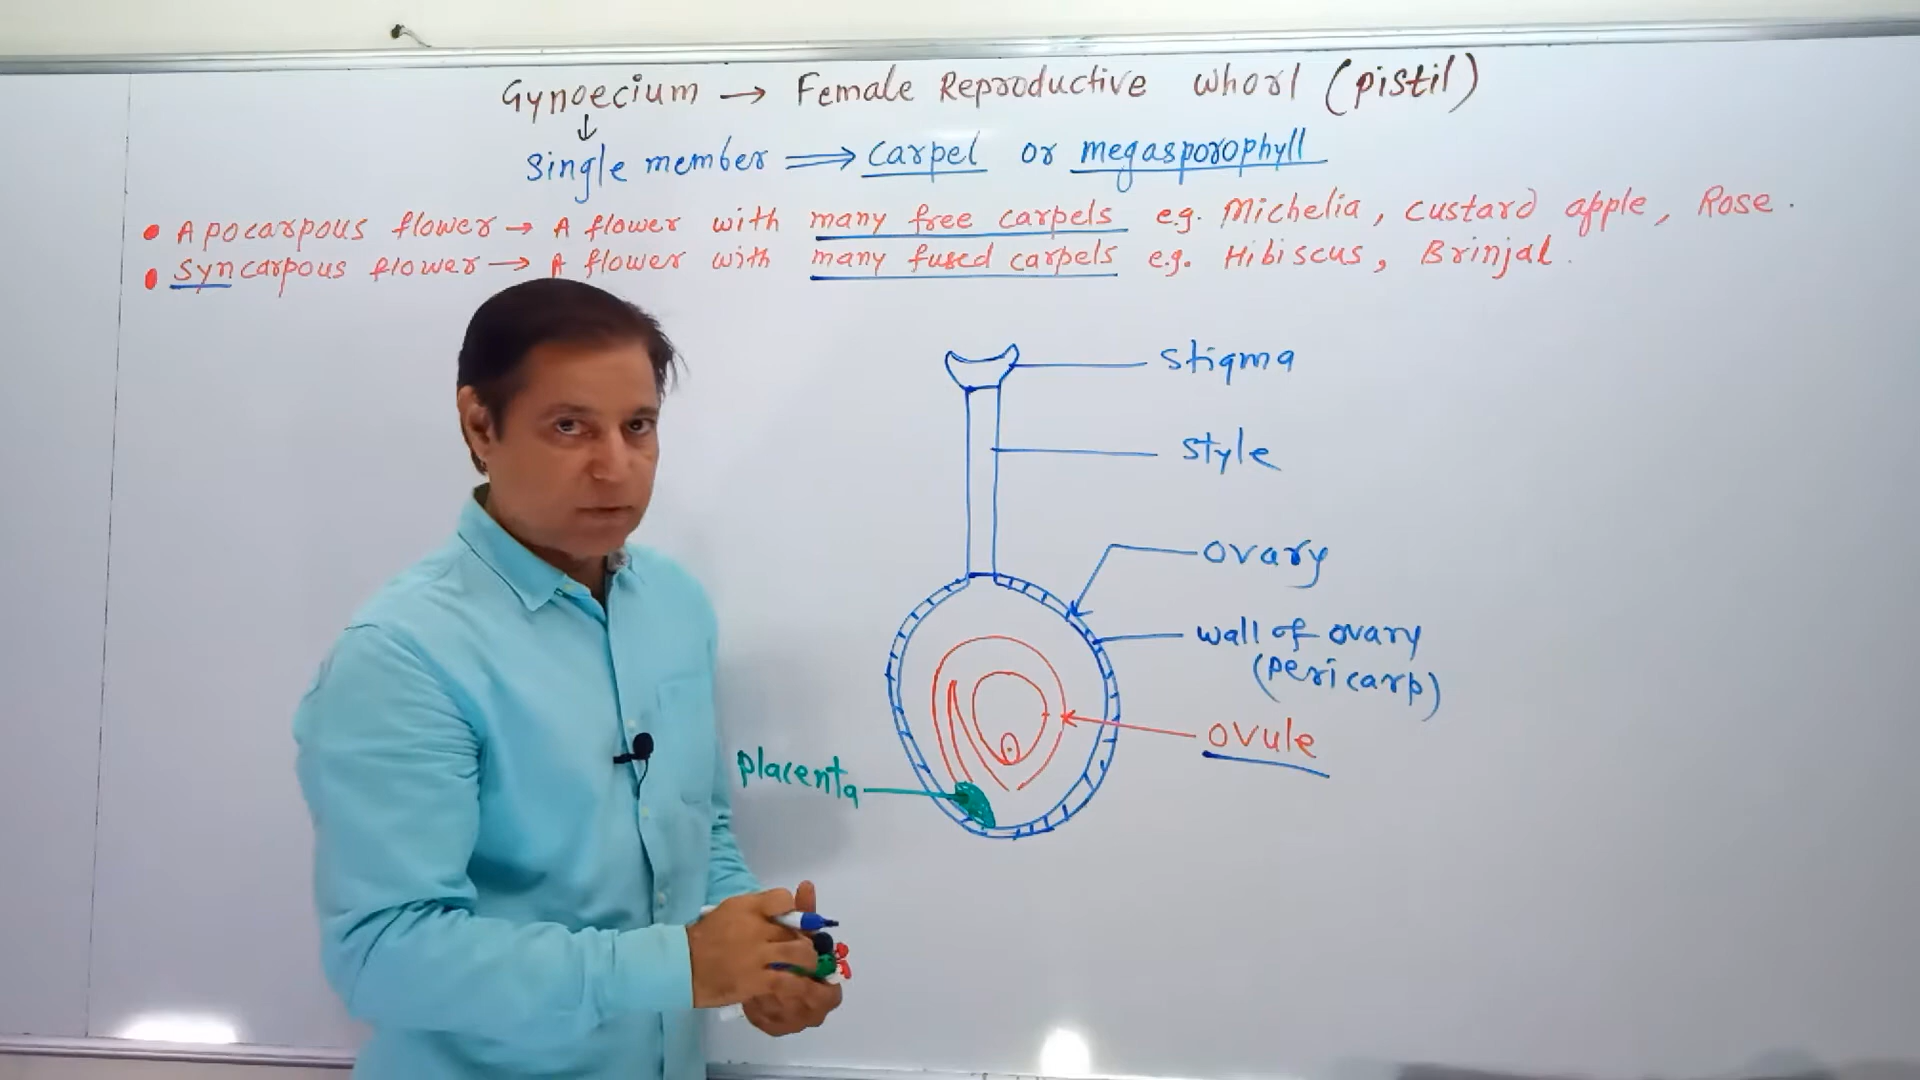 Gynoecium → Female Reproductive whorl (pistil)
↓
Single member ⟹ carpel or megasporophyll
• Apocarpous flower → A flower with many free carpels e.g. Michelia, custard apple, Rose.
• Syncarpous flower → A flower with many fused carpels e.g. Hibiscus, Brinjal.
Stigma
Style
ovary
wall of ovary
(pericarp)
ovule
placenta